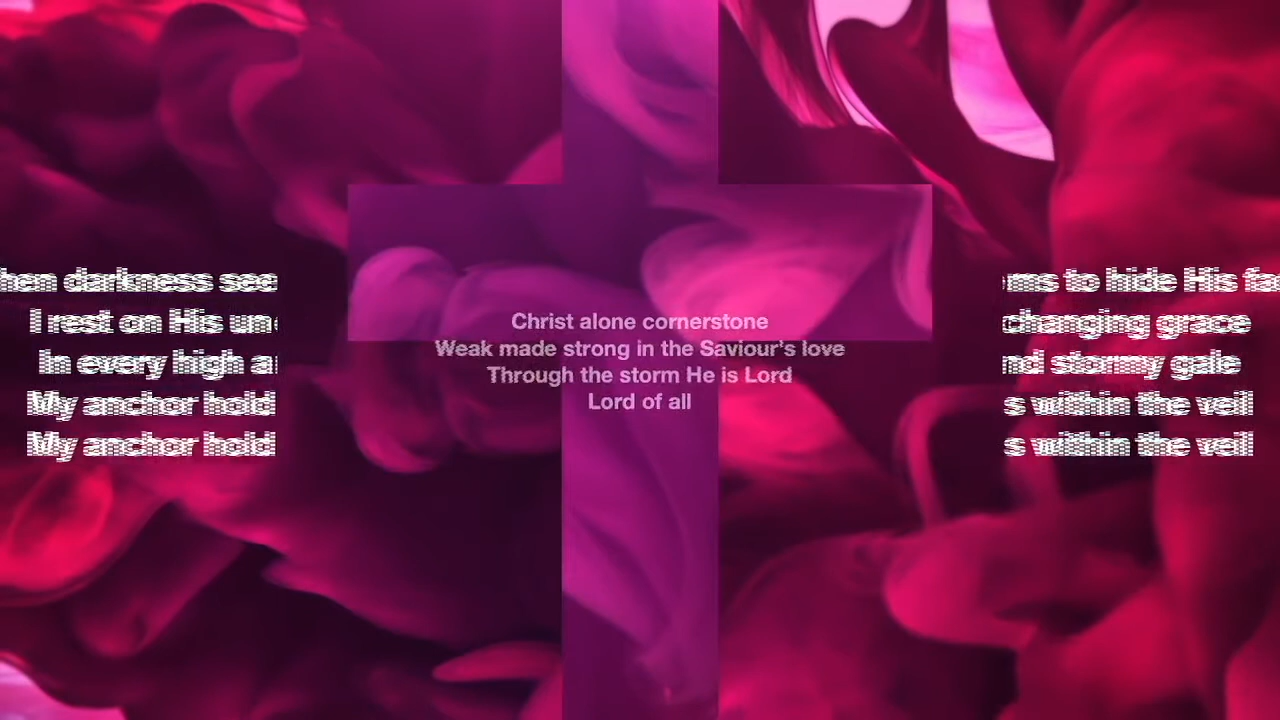 hen darkness see
I rest on His un
In every high a
My anchor hold
My anchor hold
Christ alone cornerstone
Weak made strong in the Saviour's love
Through the storm He is Lord
Lord of all
ms to hide His fa
changing grace
nd stormy gale
s within the veil
s within the veil